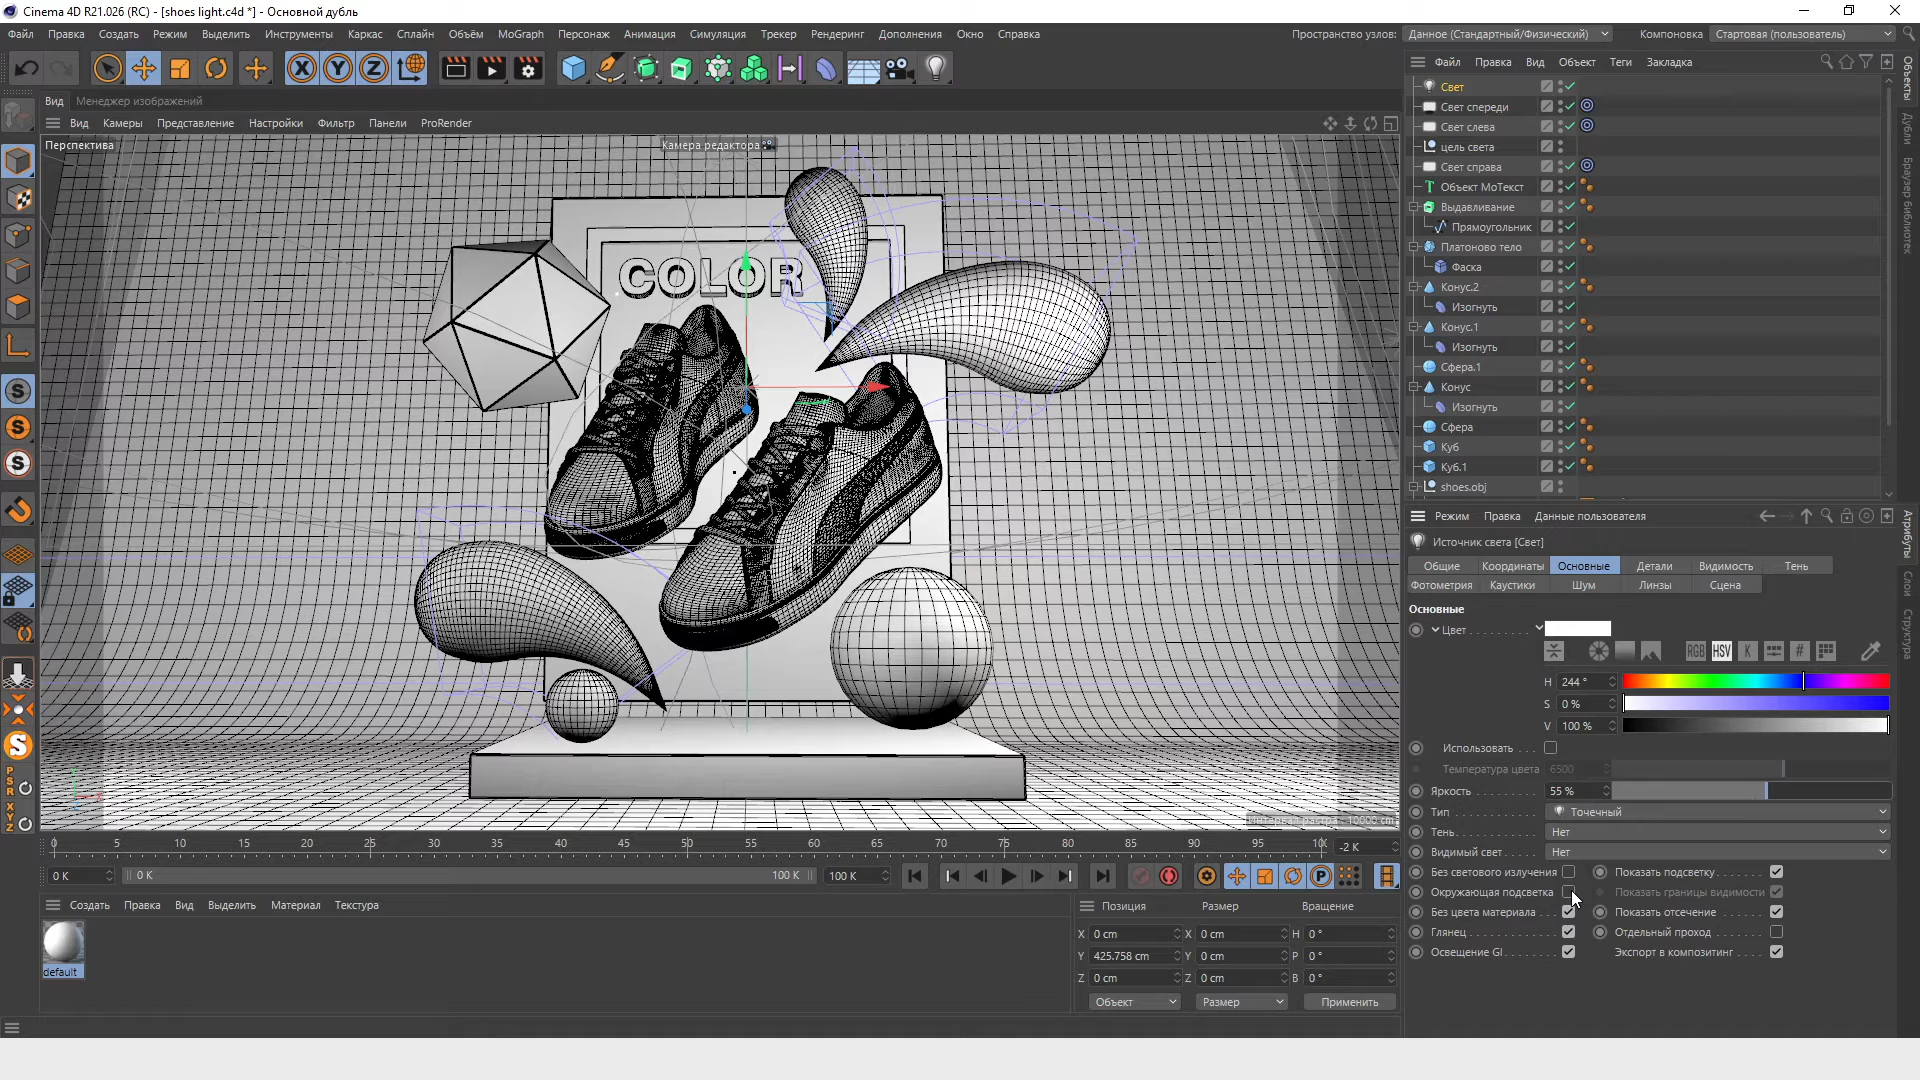 Cinema 4D R21.026 (RC) - [shoes light.c4d *] - Основной дубль
Файл Правка Создать Режим Выделить Инструменты Каркас Сплайн Объём MoGraph Персонаж Анимация Симуляция Трекер Рендеринг Дополнения Окно Справка Пространство узлов: Данное (Стандартный/Физический) Компоновка Стартовая (пользователь)
Файл Правка Вид Объект Теги Закладка
Вид Менеджер изображений
Вид Камеры Представление Настройки Фильтр Панели ProRender
Перспектива
Камера редактора
COLOR
Свет
Свет спереди
Свет слева
цель света
Свет справа
Объект МоТекст
Выдавливание
Прямоугольник
Платоново тело
Фаска
Конус.2
Изогнуть
Конус.1
Изогнуть
Сфера.1
Конус
Изогнуть
Сфера
Куб
Куб.1
shoes.obj
Объекты
Дубли
Браузер библиотек
Режим Правка Данные пользователя
Источник света [Свет]
Общие Координаты Основные Детали Видимость Тень
Фотометрия Каустики Шум Линзы Сцена
Атрибуты
Слои
Структура
Основные
Цвет
RGB HSV K #
H 244 °
S 0 %
V 100 %
Использовать
Температура цвета 6500
Яркость 55 %
Тип Точечный
Тень Нет
Видимый свет Нет
Без светового излучения Показать подсветку
Окружающая подсветка Показать границы видимости
Без цвета материала Показать отсечение
Глянец Отдельный проход
Освещение GI Экспорт в композитинг
0 5 10 15 20 25 30 35 40 45 50 55 60 65 70 75 80 85 90 95 -2 K
0 K 0 K 100 K 100 K
Создать Правка Вид Выделить Материал Текстура
default
Позиция Размер Вращение
X 0 cm X 0 cm H 0 °
Y 425.758 cm Y 0 cm P 0 °
Z 0 cm Z 0 cm B 0 °
Объект Размер Применить